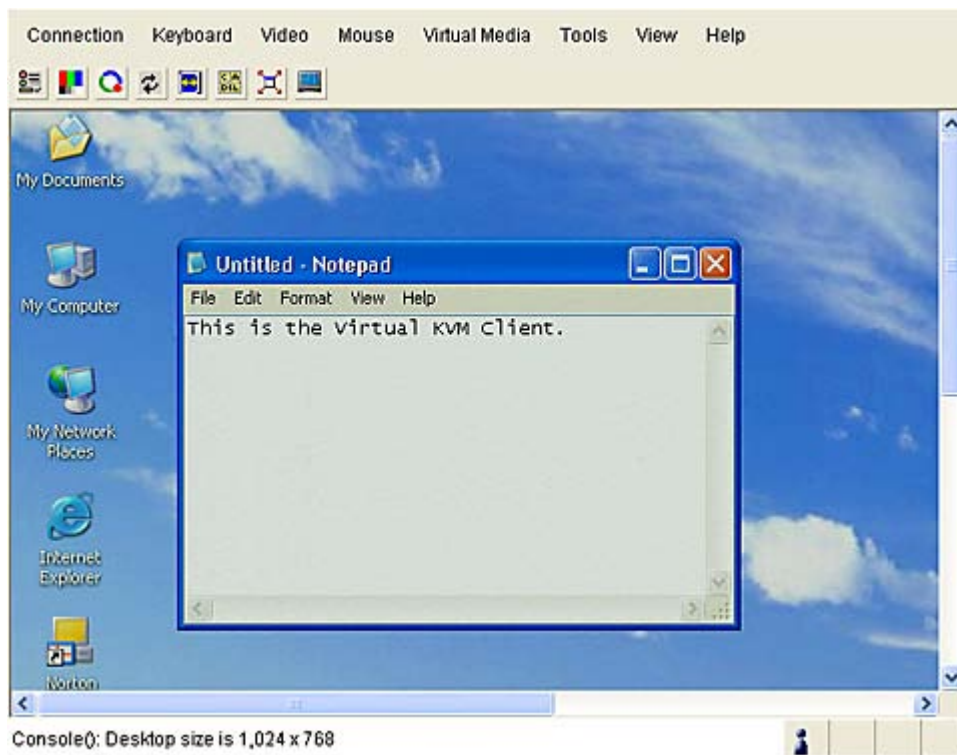 Connection Keyboard Video Mouse Virtual Media Tools View Help
My Documents
My Computer
My Network
Places
Internet
Explorer
Norton
Untitled - Notepad
File Edit Format View Help
This is the Virtual KVM Client.
Console(): Desktop size is 1,024 x 768